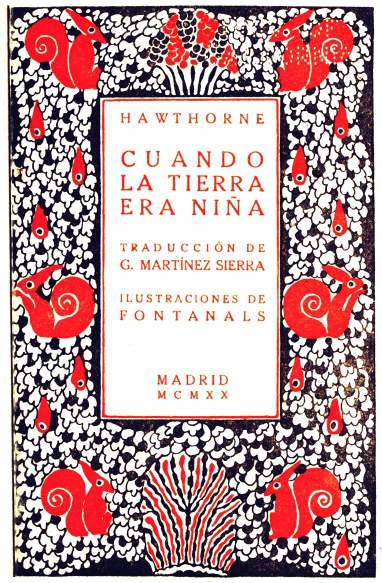 HAWTHORNE
CUANDO
LA TIERRA
ERA NIÑA
TRADUCCIÓN DE
G. MARTÍNEZ SIERRA
ILUSTRACIONES DE
FONTANALS
MADRID
MCMXX